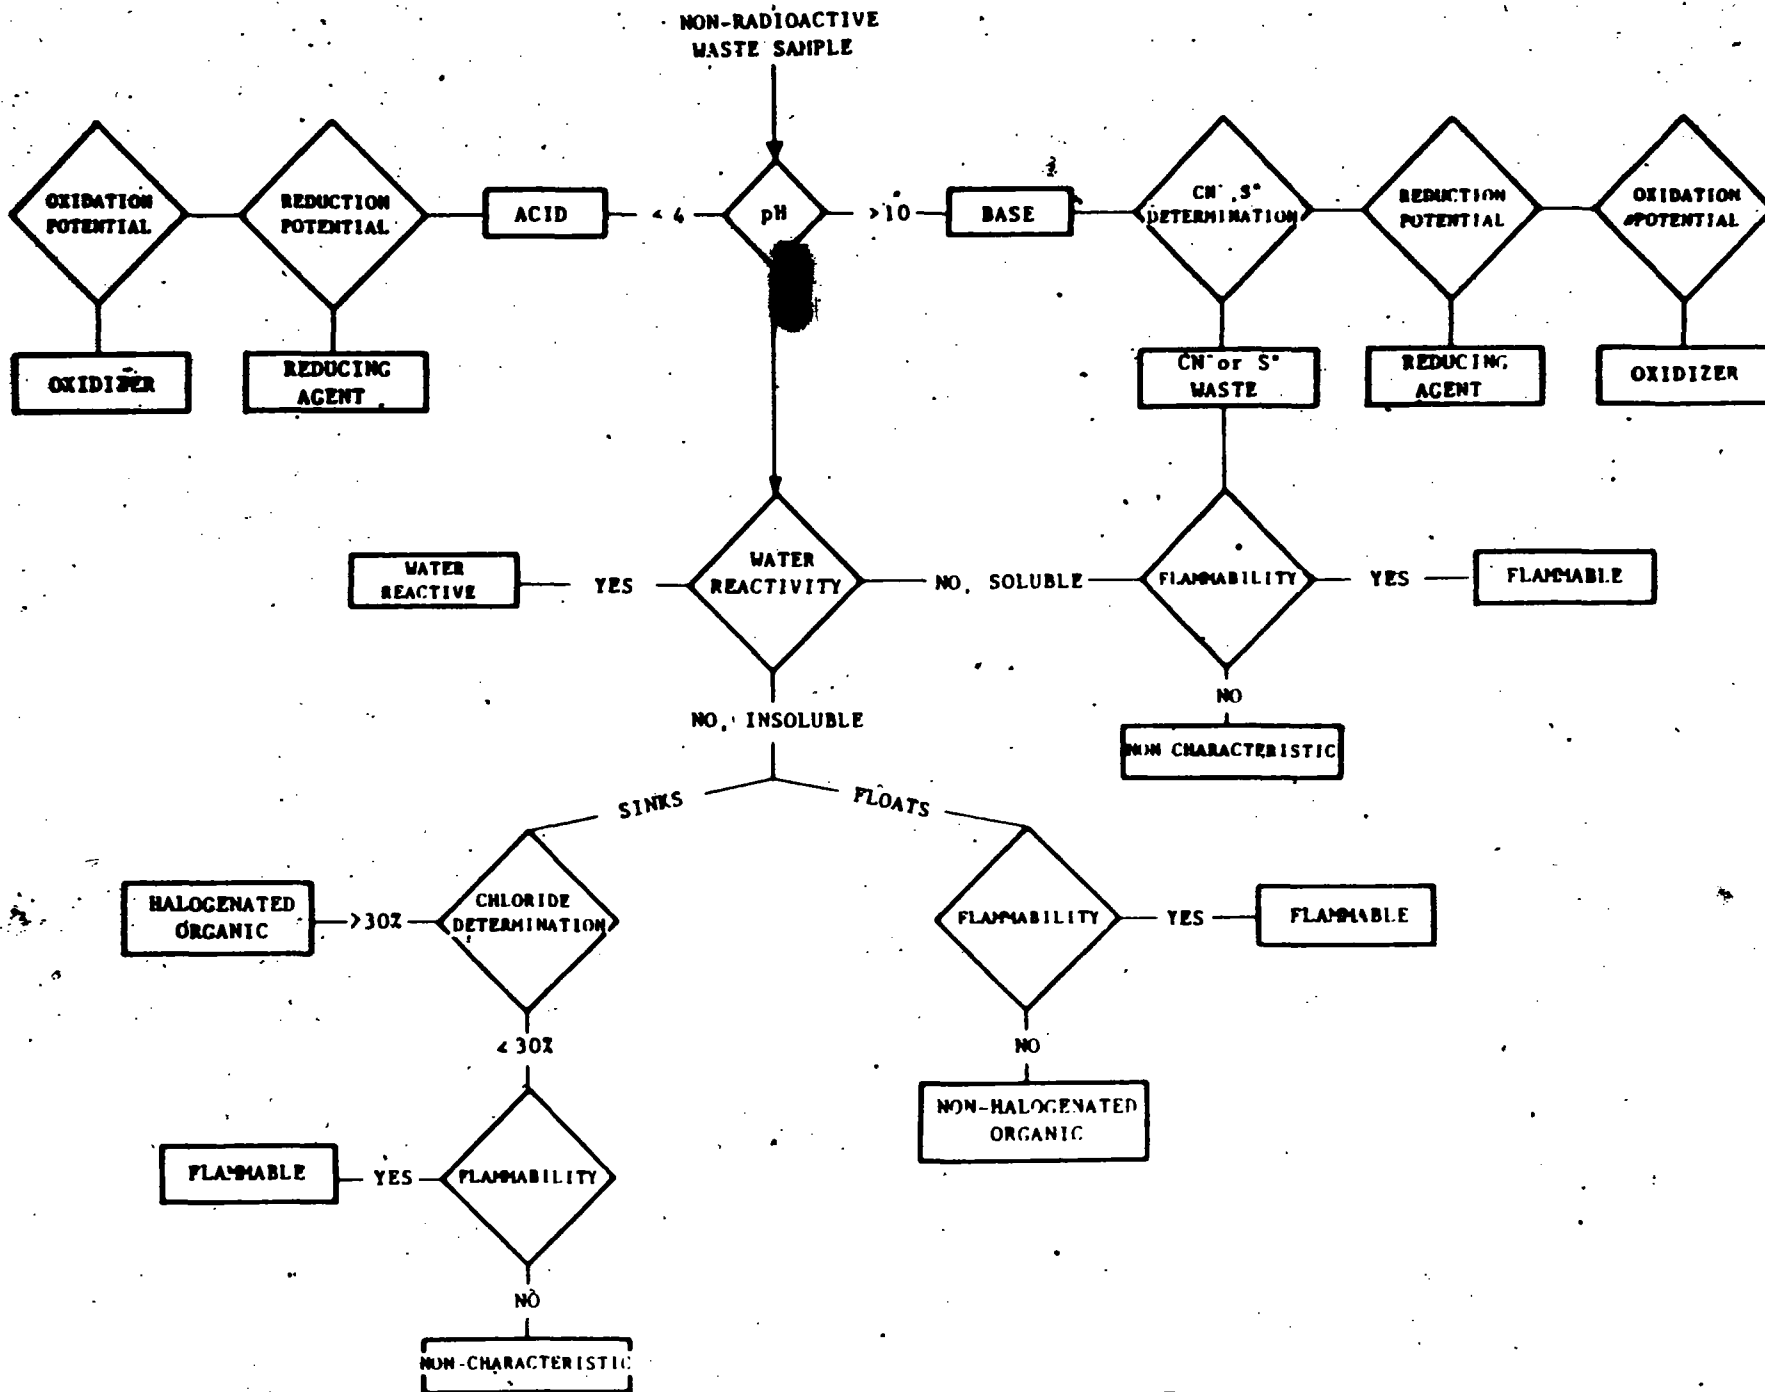 NON-RADIOACTIVE
WASTE SAMPLE
OXIDATION
POTENTIAL
REDUCTION
POTENTIAL
ACID
< 4
pH
>10
BASE
CN⁻, S⁼
DETERMINATION
REDUCTION
POTENTIAL
OXIDATION
POTENTIAL
OXIDIZER
REDUCING
AGENT
CN⁻ or S⁼
WASTE
REDUCING
AGENT
OXIDIZER
WATER
REACTIVE
YES
WATER
REACTIVITY
NO, SOLUBLE
FLAMMABILITY
YES
FLAMMABLE
NO
NON CHARACTERISTIC
NO, INSOLUBLE
SINKS
FLOATS
HALOGENATED
ORGANIC
>30%
CHLORIDE
DETERMINATION
FLAMMABILITY
YES
FLAMMABLE
< 30%
NO
NON-HALOGENATED
ORGANIC
FLAMMABLE
YES
FLAMMABILITY
NO
NON-CHARACTERISTIC